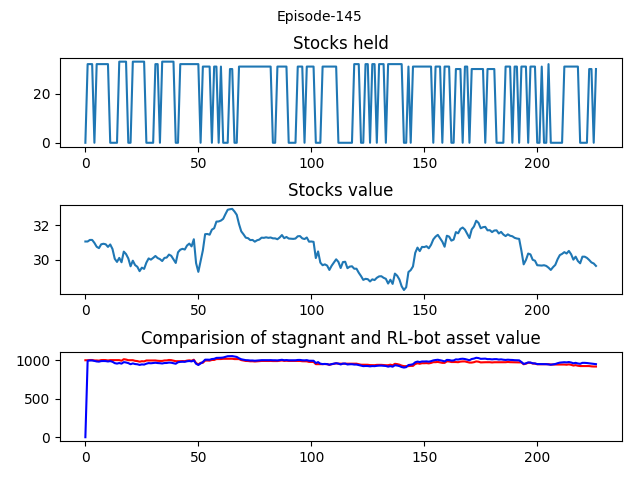 Episode-145
Stocks held
20
0
0 50 100 150 200
Stocks value
32
30
0 50 100 150 200
Comparision of stagnant and RL-bot asset value
1000
500
0
0 50 100 150 200